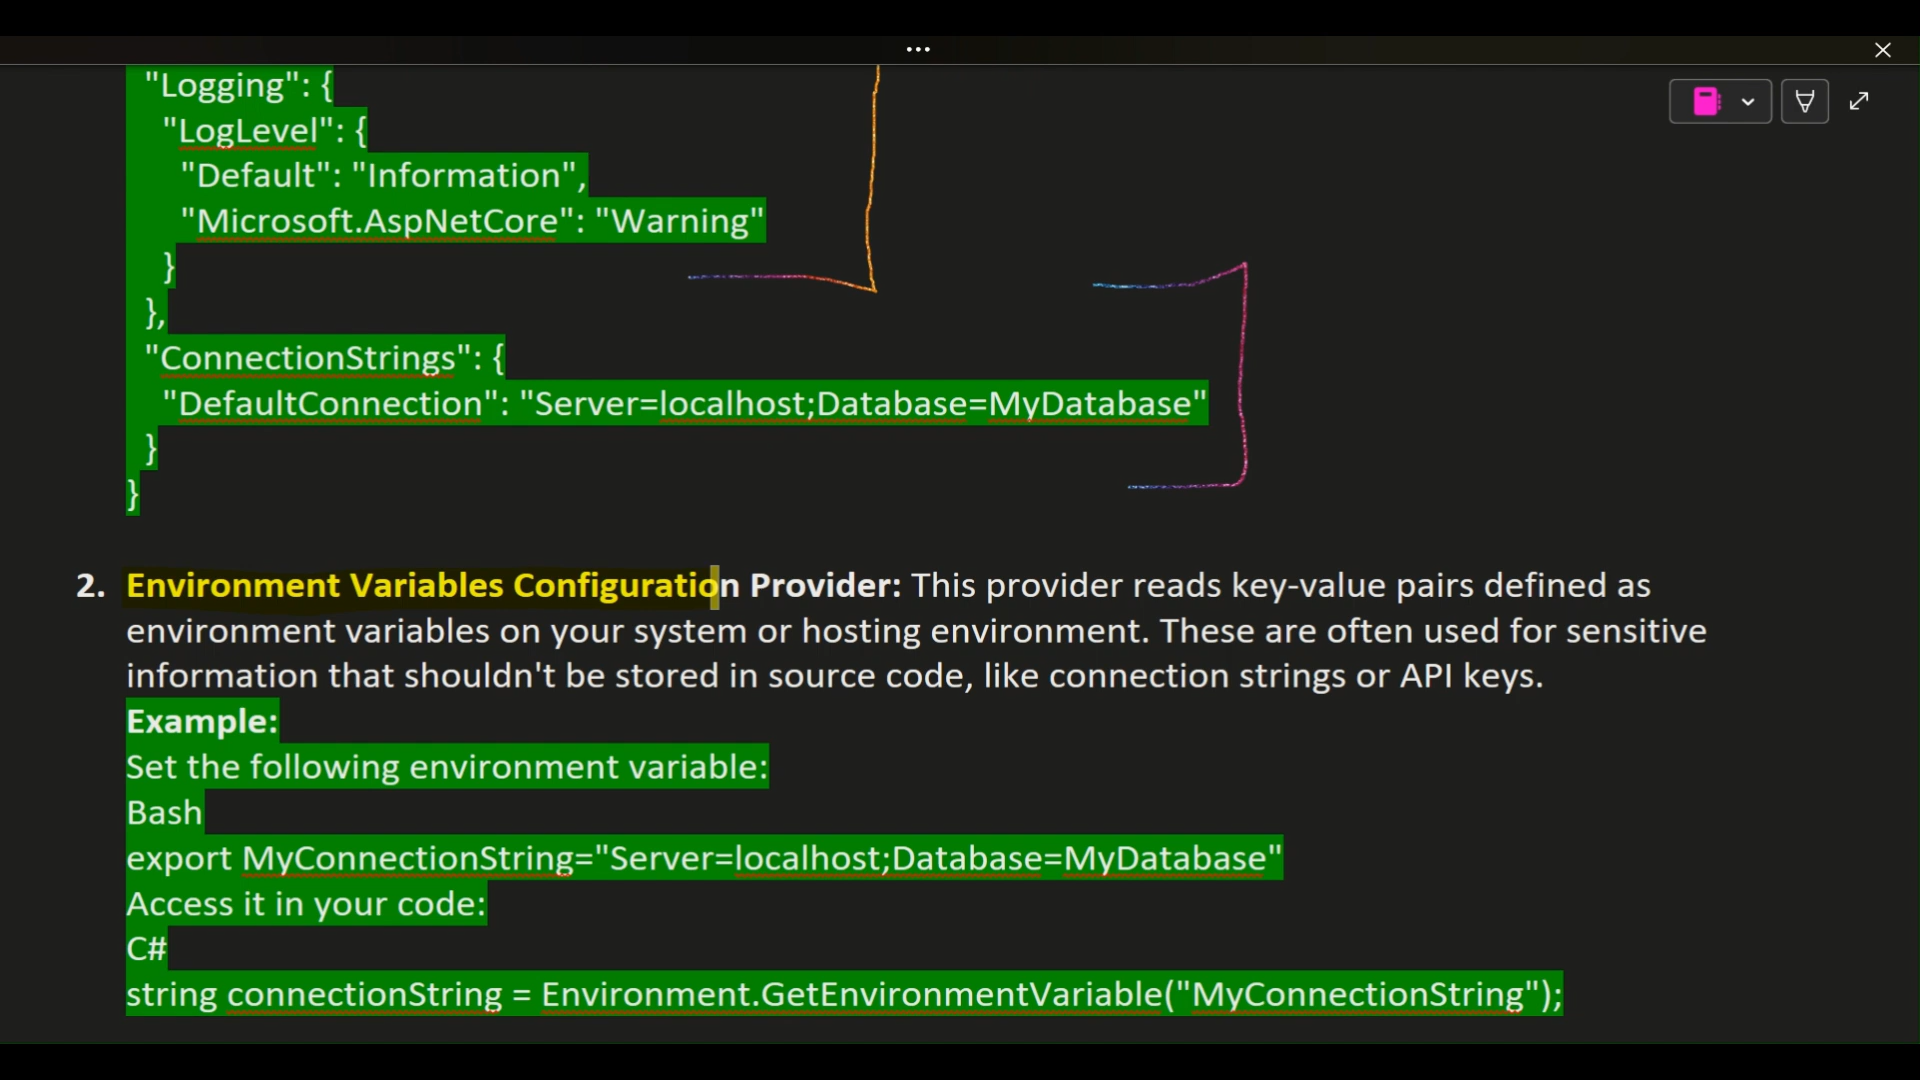 "Logging": {
"LogLevel": {
"Default": "Information",
"Microsoft.AspNetCore": "Warning"
}
},
"ConnectionStrings": {
"DefaultConnection": "Server=localhost;Database=MyDatabase"
}
}
2. Environment Variables Configuration Provider: This provider reads key-value pairs defined as
environment variables on your system or hosting environment. These are often used for sensitive
information that shouldn't be stored in source code, like connection strings or API keys.
Example:
Set the following environment variable:
Bash
export MyConnectionString="Server=localhost;Database=MyDatabase"
Access it in your code:
C#
string connectionString = Environment.GetEnvironmentVariable("MyConnectionString");